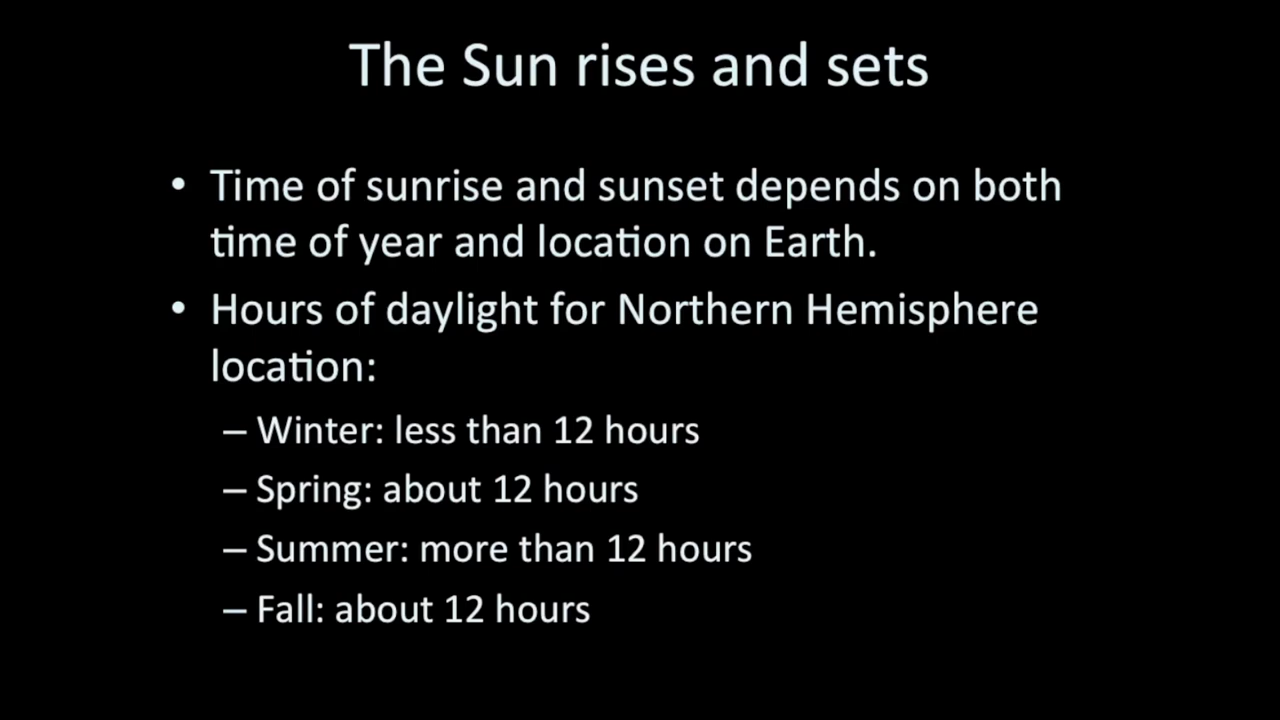 The Sun rises and sets
• Time of sunrise and sunset depends on both
time of year and location on Earth.
• Hours of daylight for Northern Hemisphere
location:
– Winter: less than 12 hours
– Spring: about 12 hours
– Summer: more than 12 hours
– Fall: about 12 hours